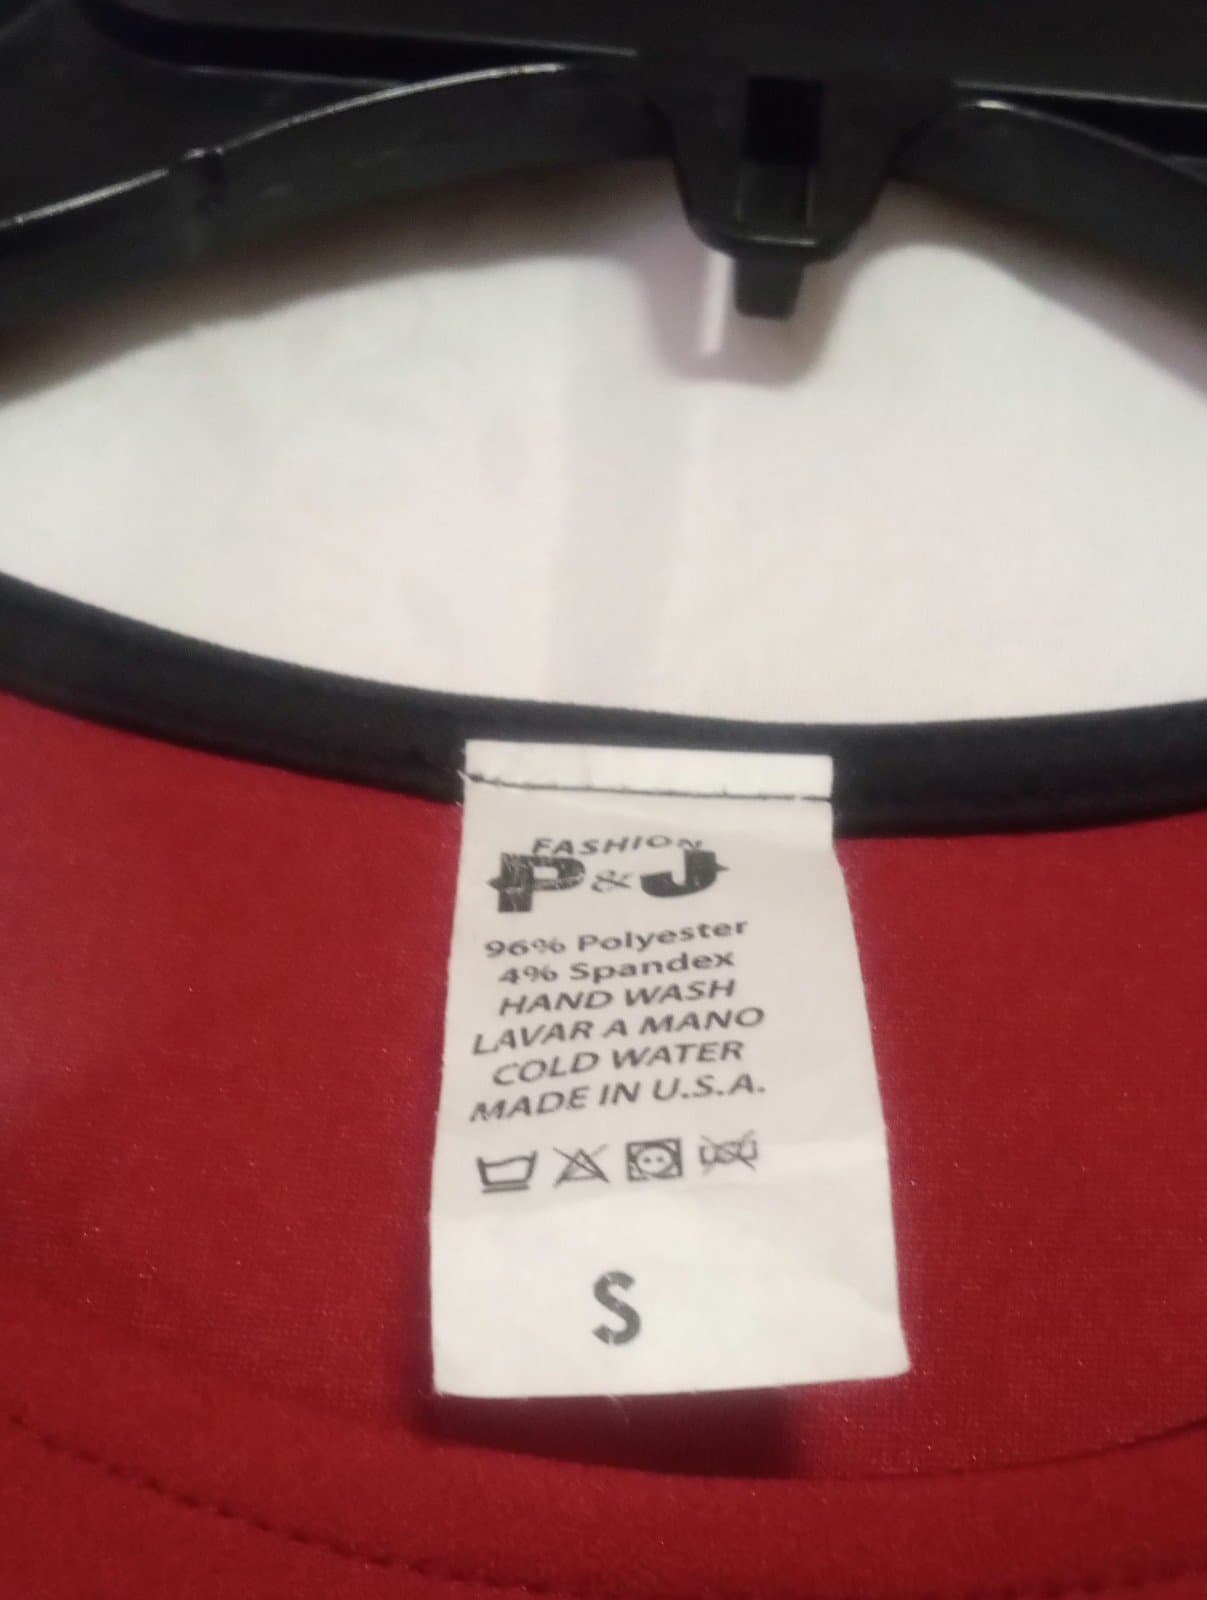 FASHION
P&J
96% Polyester
4% Spandex
HAND WASH
LAVAR A MANO
COLD WATER
MADE IN U.S.A.
S